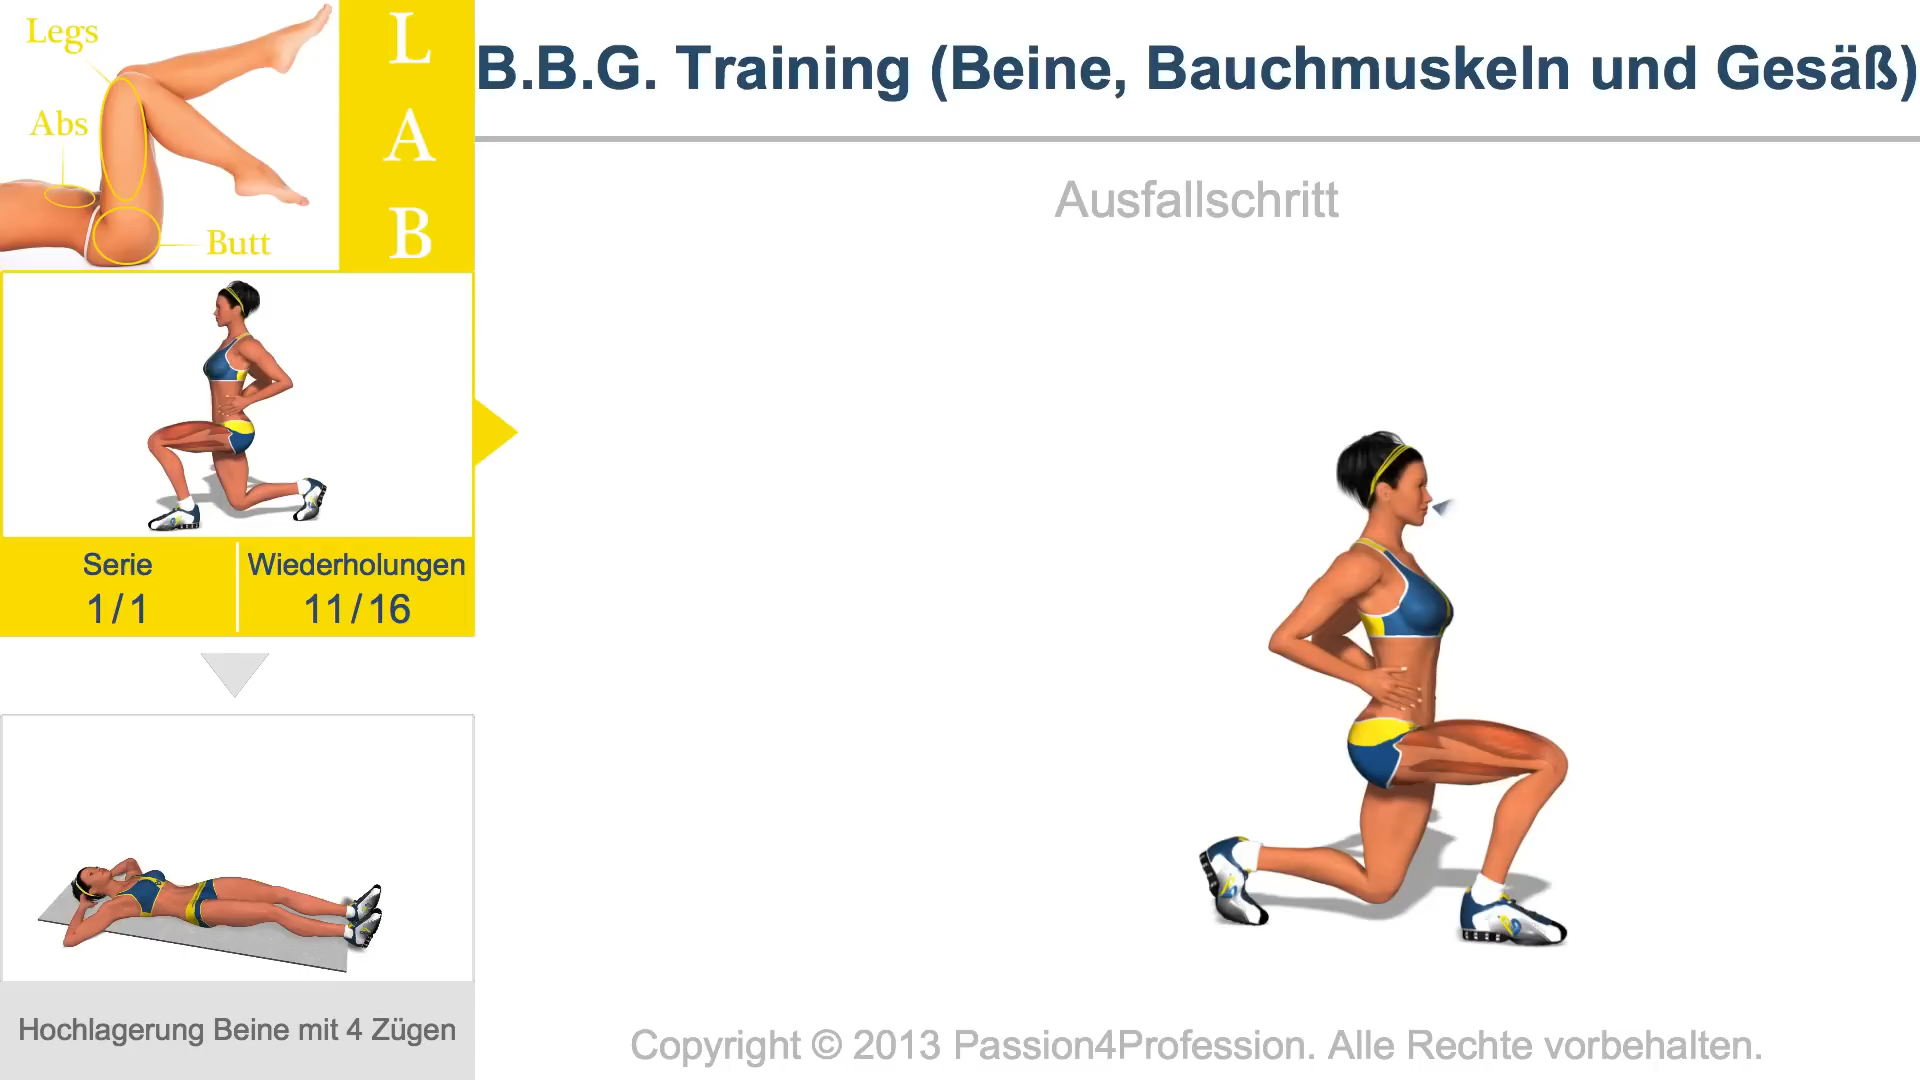 Legs
Abs
Butt
L
A
B
B.B.G. Training (Beine, Bauchmuskeln und Gesäß)
Ausfallschritt
Serie
1/1
Wiederholungen
11/16
Hochlagerung Beine mit 4 Zügen
Copyright © 2013 Passion4Profession. Alle Rechte vorbehalten.